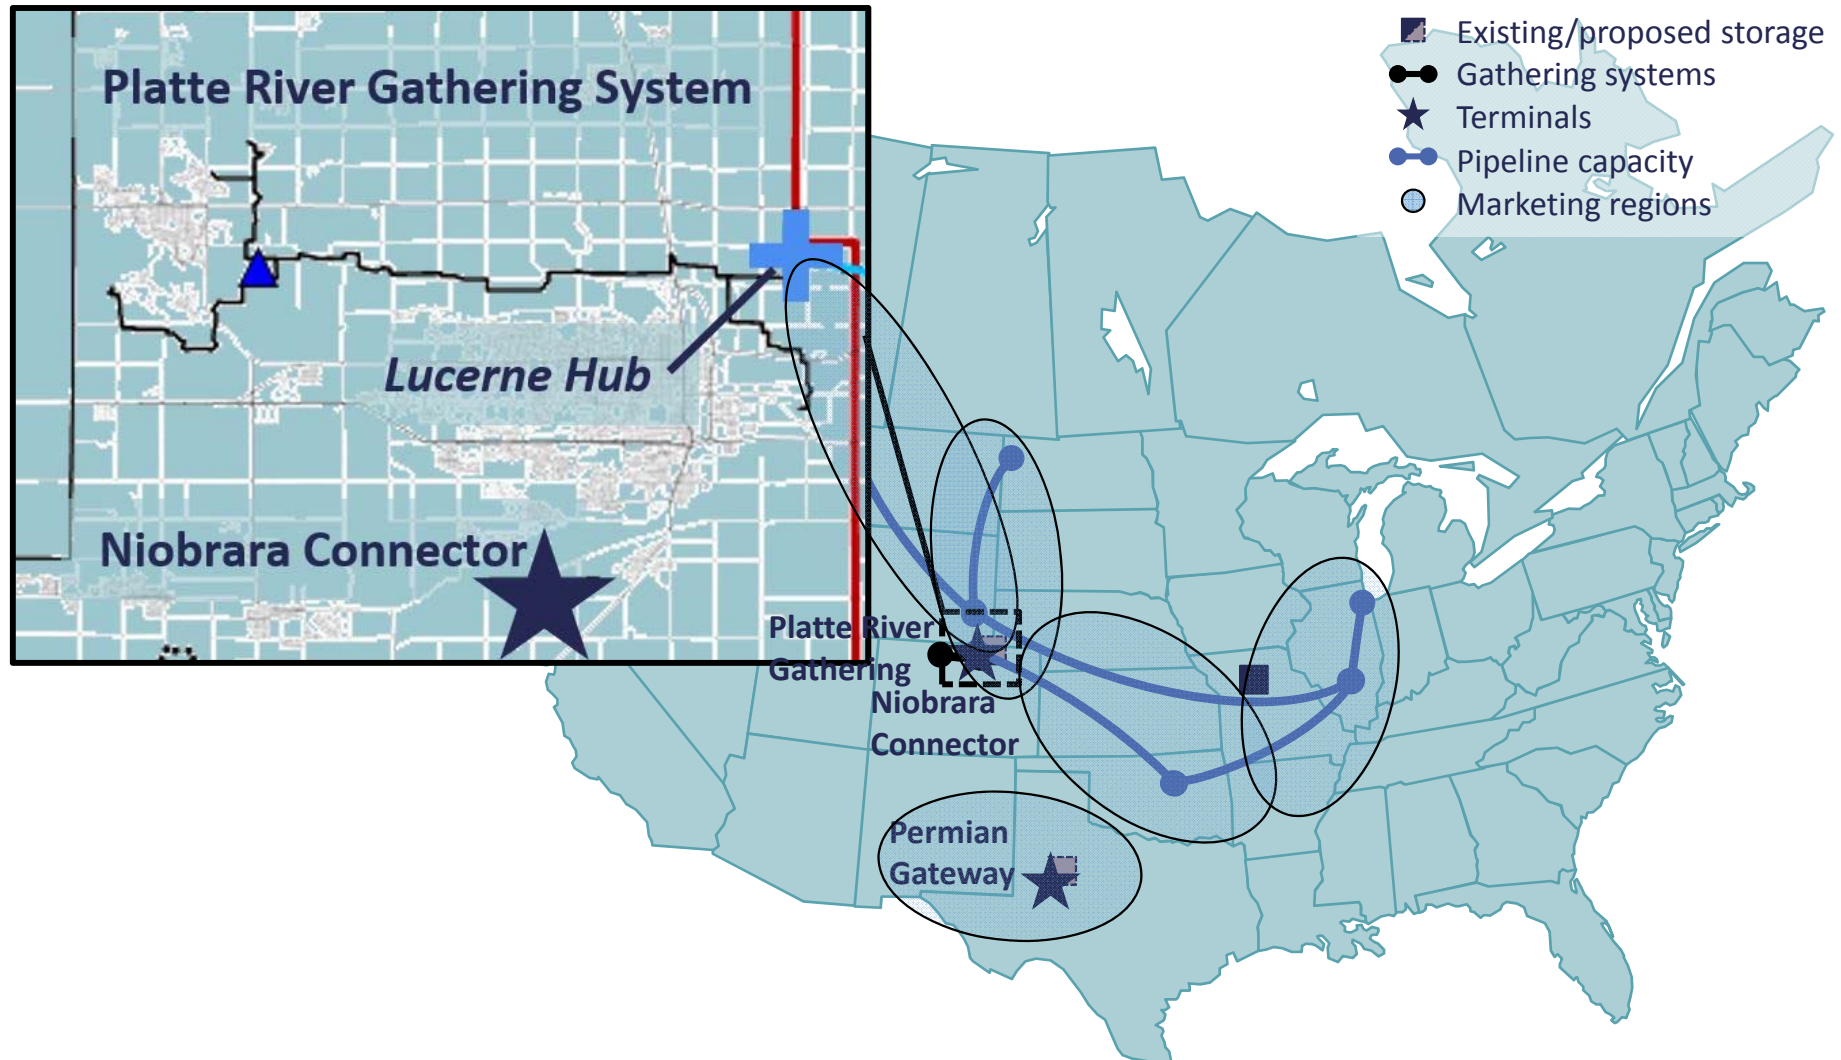 Platte River Gathering System
Lucerne Hub
Niobrara Connector
Existing/proposed storage
Gathering systems
Terminals
Pipeline capacity
Marketing regions
Platte River
Gathering
Niobrara
Connector
Permian
Gateway